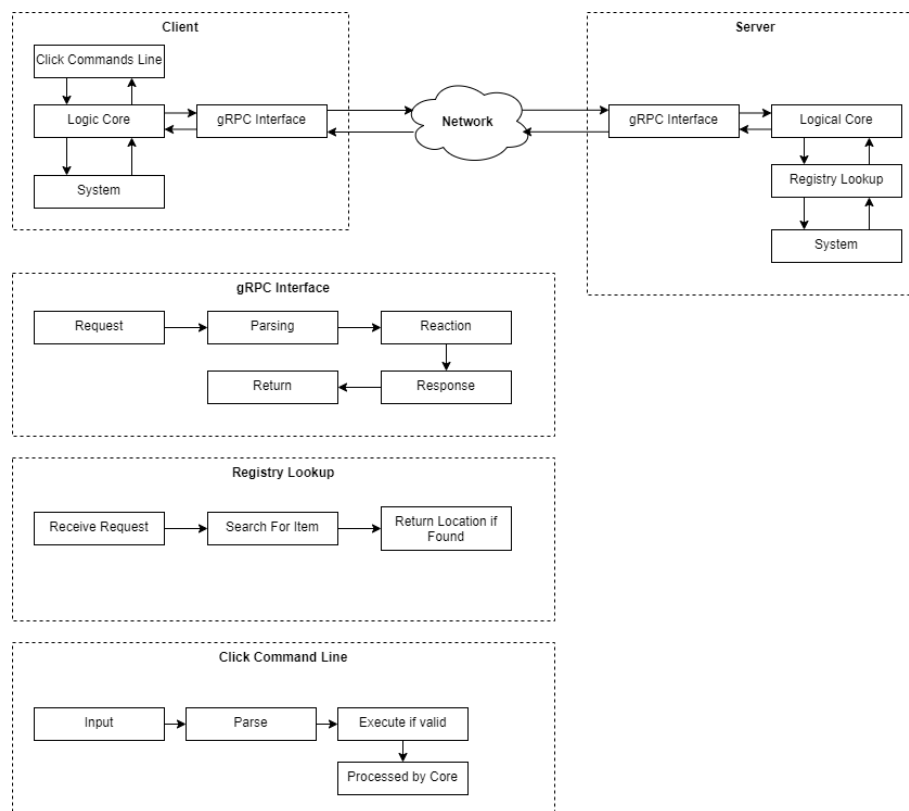 Client
Click Commands Line
Logic Core
gRPC Interface
System
Network
Server
gRPC Interface
Logical Core
Registry Lookup
System
gRPC Interface
Request
Parsing
Reaction
Return
Response
Registry Lookup
Receive Request
Search For Item
Return Location if
Found
Click Command Line
Input
Parse
Execute if valid
Processed by Core